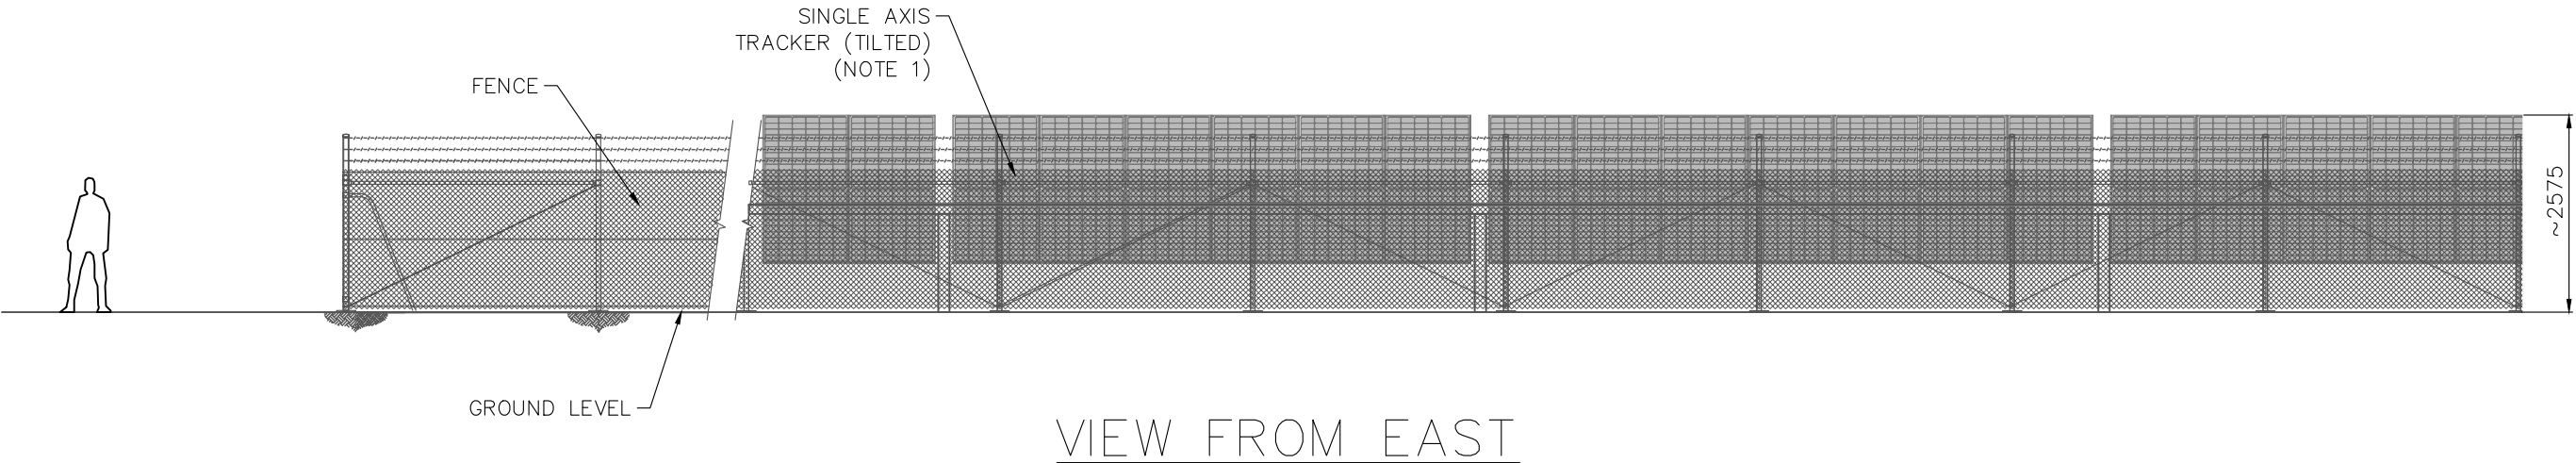 SINGLE AXIS
TRACKER (TILTED)
(NOTE 1)
FENCE
~2575
GROUND LEVEL
VIEW FROM EAST